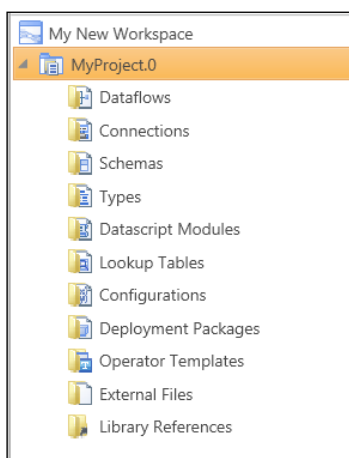 My New Workspace
MyProject.0
Dataflows
Connections
Schemas
Types
Datascript Modules
Lookup Tables
Configurations
Deployment Packages
Operator Templates
External Files
Library References